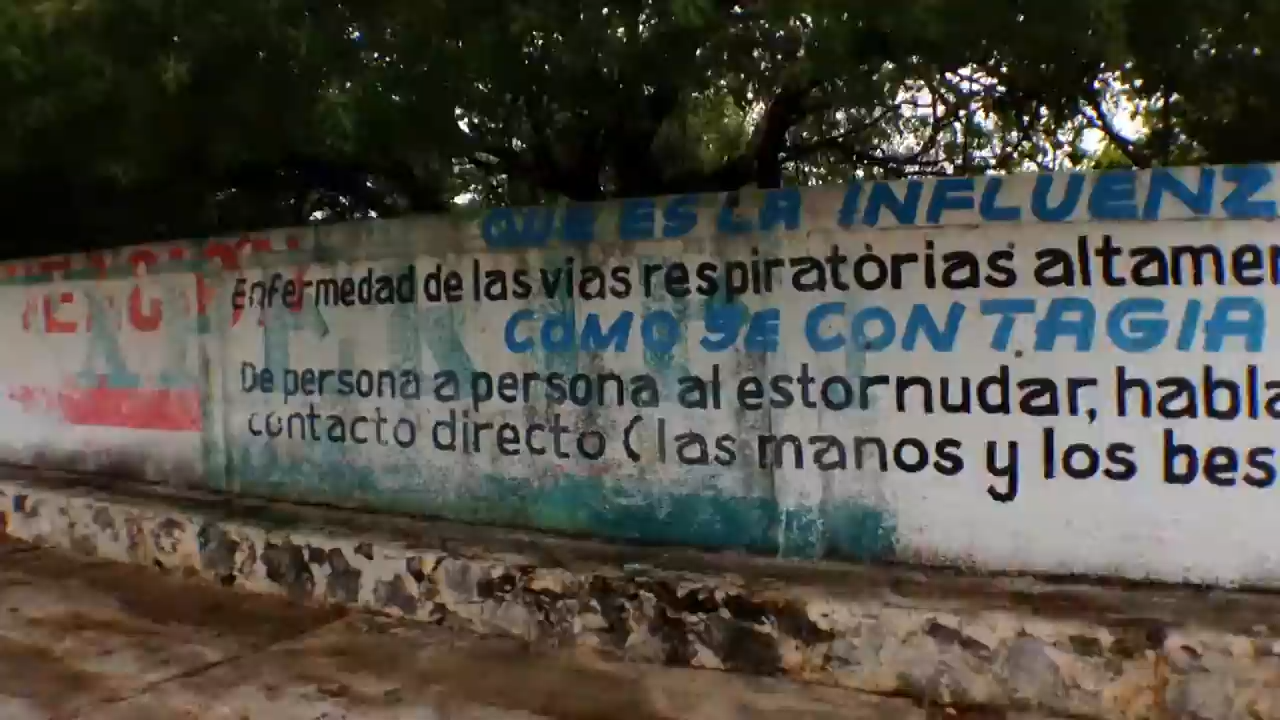 QUE ES LA INFLUENZ
Enfermedad de las vias respiratorias altamen
COMO SE CONTAGIA
De persona a persona al estornudar, habla
contacto directo (las manos y los bes